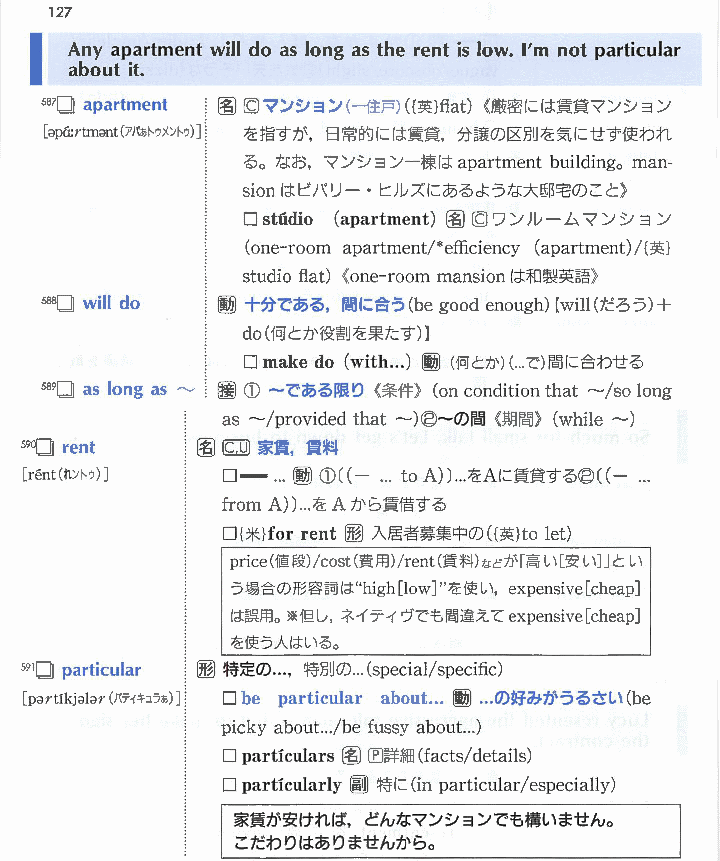 127
Any apartment will do as long as the rent is low. I'm not particular
about it.
587□ apartment
[əpɑ́ːrtmənt(アパぁトゥメントゥ)]
名 Ⓒマンション(一住戸)({英}flat)《厳密には賃貸マンション
を指すが，日常的には賃貸，分譲の区別を気にせず使われ
る。なお，マンション一棟は apartment building。man-
sion はビバリー・ヒルズにあるような大邸宅のこと》
□ stúdio (apartment) 名 Ⓒワンルームマンション
(one-room apartment/*efficiency (apartment)/{英}
studio flat)《one-room mansion は和製英語》
588□ will do
動 十分である，間に合う(be good enough)[will(だろう)+
do(何とか役割を果たす)]
□ make do (with...) 動 (何とか)(...で)間に合わせる
589□ as long as ～
接 ① ～である限り《条件》(on condition that ～/so long
as ～/provided that ～)②～の間《期間》(while ～)
590□ rent
[rént(ゥレントゥ)]
名 C,U 家賃，賃料
□━ ... 動 ①((― ... to A))...をAに賃貸する②((― ...
from A))...を A から賃借する
□{米}for rent 形 入居者募集中の({英}to let)
price(値段)/cost(費用)/rent(賃料)などが「高い[安い]」とい
う場合の形容詞は“high[low]”を使い，expensive[cheap]
は誤用。※但し，ネイティヴでも間違えて expensive[cheap]
を使う人はいる。
591□ particular
[pərtíkjələr(パティキュラぁ)]
形 特定の...，特別の...(special/specific)
□ be particular about... 動 ...の好みがうるさい(be
picky about.../be fussy about...)
□ partículars 名 Ⓟ詳細(facts/details)
□ partícularly 副 特に(in particular/especially)
家賃が安ければ，どんなマンションでも構いません。
こだわりはありませんから。